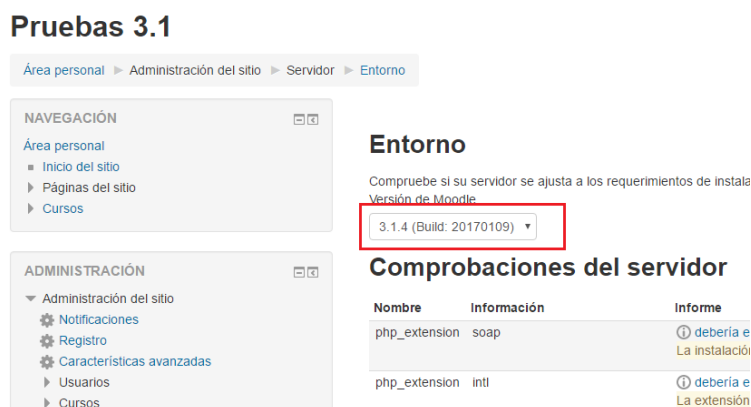 Pruebas 3.1
Área personal Administración del sitio Servidor Entorno
NAVEGACIÓN
Área personal
Inicio del sitio
Páginas del sitio
Cursos
ADMINISTRACIÓN
Administración del sitio
Notificaciones
Registro
Características avanzadas
Usuarios
Cursos
Entorno
Compruebe si su servidor se ajusta a los requerimientos de instala
Versión de Moodle
3.1.4 (Build: 20170109)
Comprobaciones del servidor
Nombre Información Informe
php_extension soap debería e
La instalación
php_extension intl debería e
La extensión